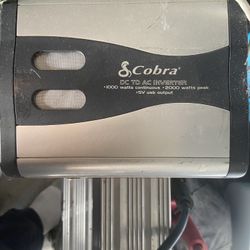 Cobra®
DC TO AC INVERTER
•1000 watts continuous •2000 watts peak
•5V usb output